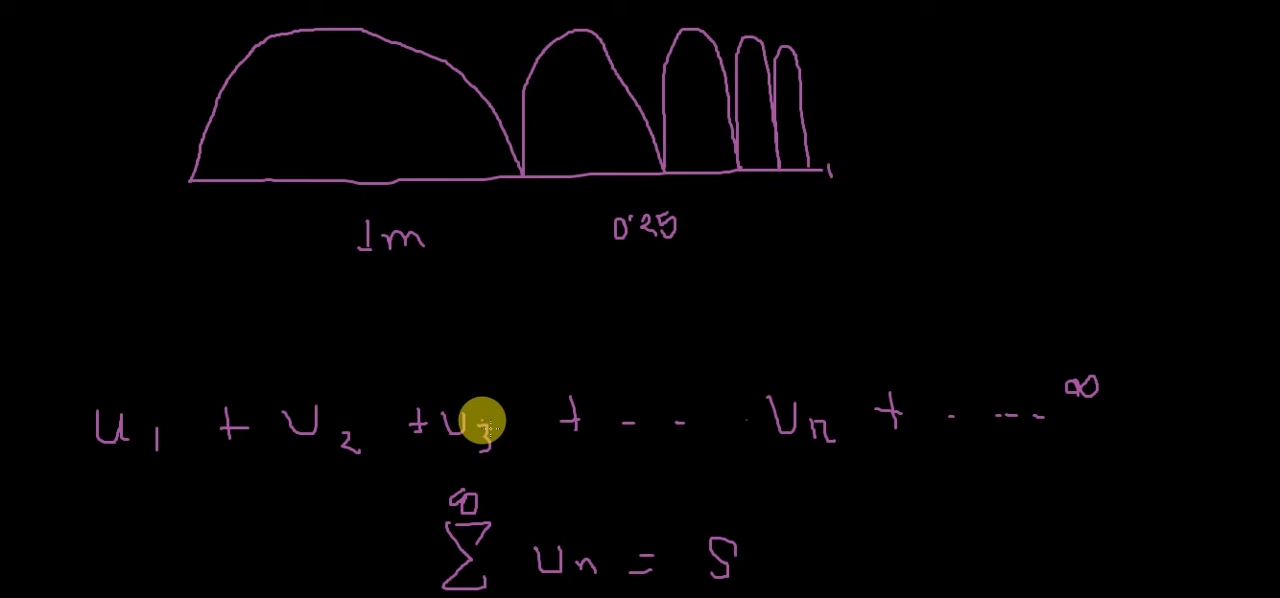 1m 0.25
u1 + u2 + u3 + - - . un + . --- ∞
∞
∑ un = S